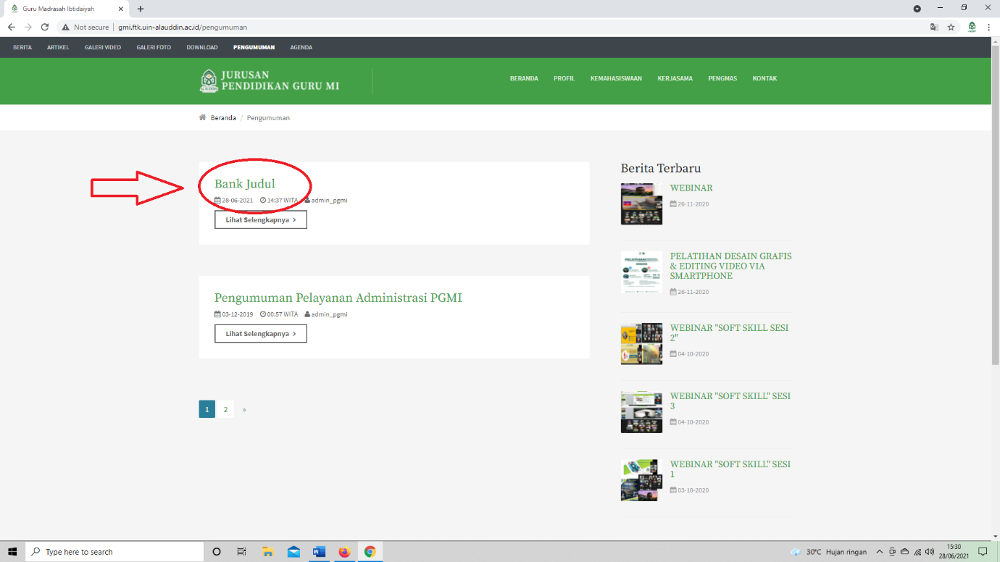 Guru Madrasah Ibtidaiyah
Not secure
gmi.ftk.uin-alauddin.ac.id/pengumuman
BERITA ARTIKEL GALERI VIDEO GALERI FOTO DOWNLOAD PENGUMUMAN AGENDA
JURUSAN
PENDIDIKAN GURU MI
BERANDA PROFIL KEMAHASISWAAN KERJASAMA PENGMAS KONTAK
Beranda / Pengumuman
Bank Judul
28-06-2021 14:37 WITA admin_pgmi
Lihat Selengkapnya >
Pengumuman Pelayanan Administrasi PGMI
03-12-2019 00:57 WITA admin_pgmi
Lihat Selengkapnya >
1 2 »
Berita Terbaru
WEBINAR
26-11-2020
PELATIHAN
PELATIHAN DESAIN GRAFIS
& EDITING VIDEO VIA
SMARTPHONE
26-11-2020
WEBINAR "SOFT SKILL SESI
2"
04-10-2020
WEBINAR "SOFT SKILL" SESI
3
04-10-2020
WEBINAR "SOFT SKILL" SESI
1
03-10-2020
Type here to search
30°C Hujan ringan
15:30
28/06/2021